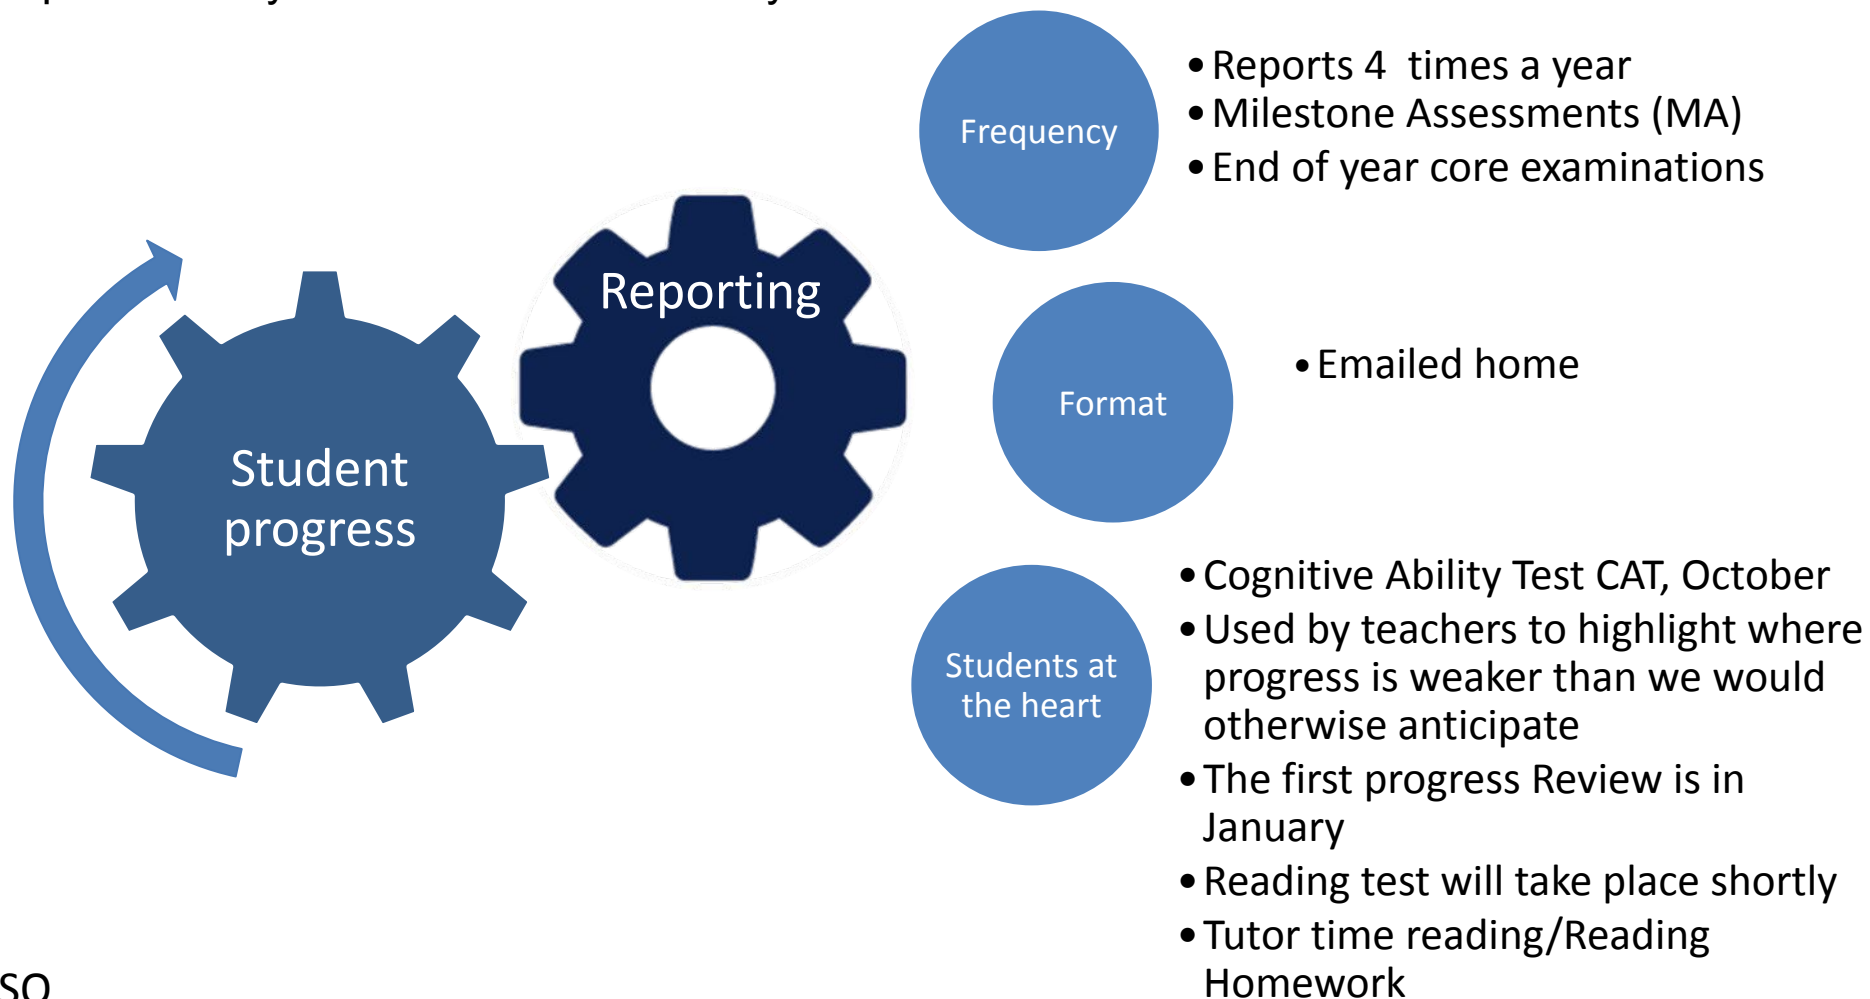 Frequency
• Reports 4 times a year
• Milestone Assessments (MA)
• End of year core examinations
Reporting
Format
• Emailed home
Student
progress
Students at
the heart
• Cognitive Ability Test CAT, October
• Used by teachers to highlight where
progress is weaker than we would
otherwise anticipate
• The first progress Review is in
January
• Reading test will take place shortly
• Tutor time reading/Reading
Homework
SO